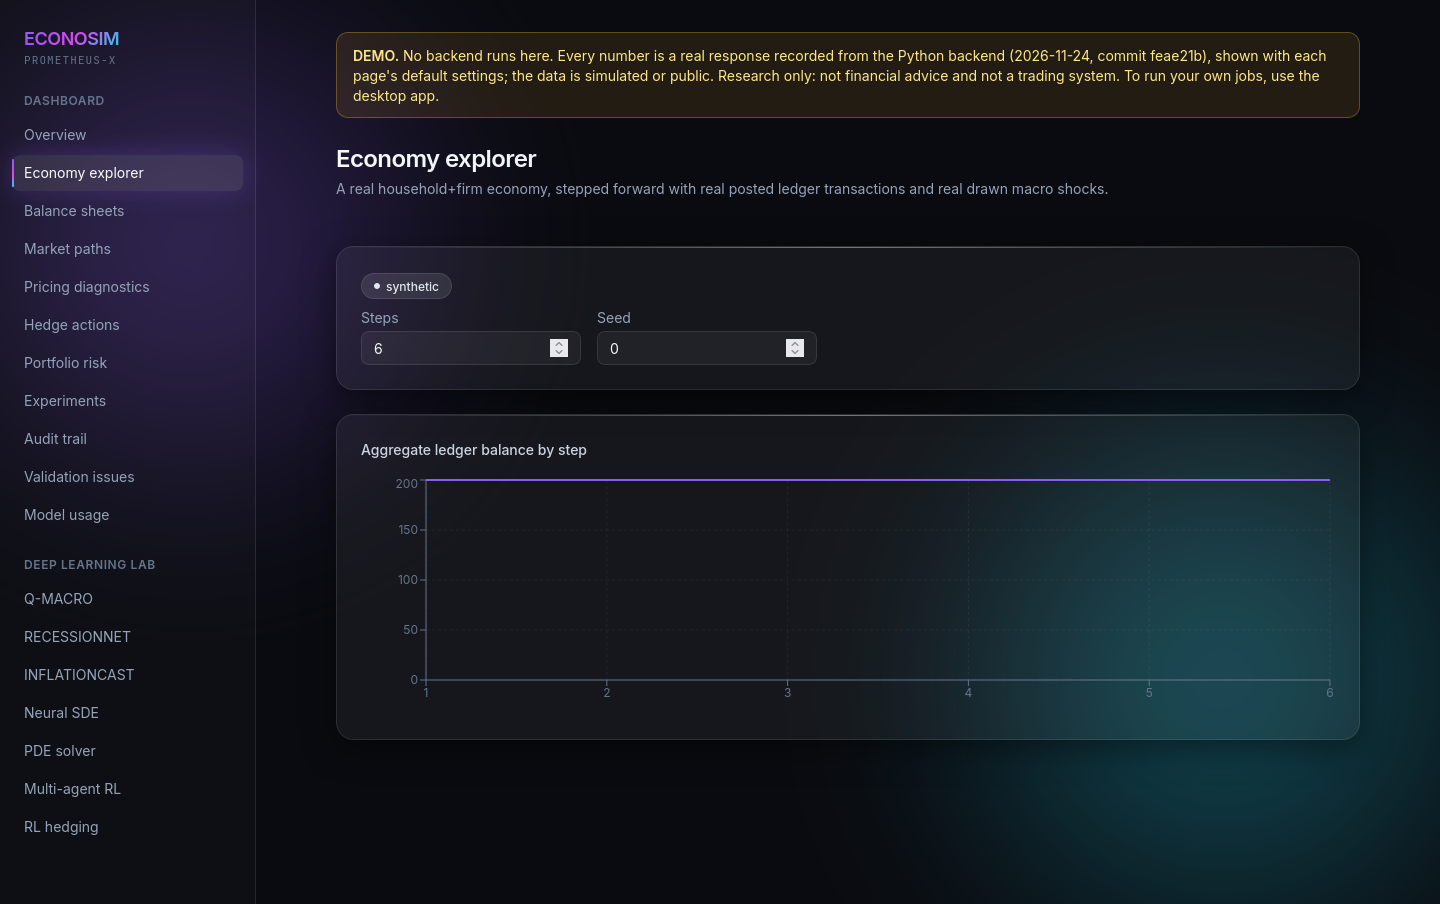 ECONOSIM
PROMETHEUS-X
DASHBOARD
Overview
Economy explorer
Balance sheets
Market paths
Pricing diagnostics
Hedge actions
Portfolio risk
Experiments
Audit trail
Validation issues
Model usage
DEEP LEARNING LAB
Q-MACRO
RECESSIONNET
INFLATIONCAST
Neural SDE
PDE solver
Multi-agent RL
RL hedging
DEMO. No backend runs here. Every number is a real response recorded from the Python backend (2026-11-24, commit feae21b), shown with each
page's default settings; the data is simulated or public. Research only: not financial advice and not a trading system. To run your own jobs, use the
desktop app.
Economy explorer
A real household+firm economy, stepped forward with real posted ledger transactions and real drawn macro shocks.
synthetic
Steps Seed
6 0
Aggregate ledger balance by step
200
150
100
50
0
1 2 3 4 5 6